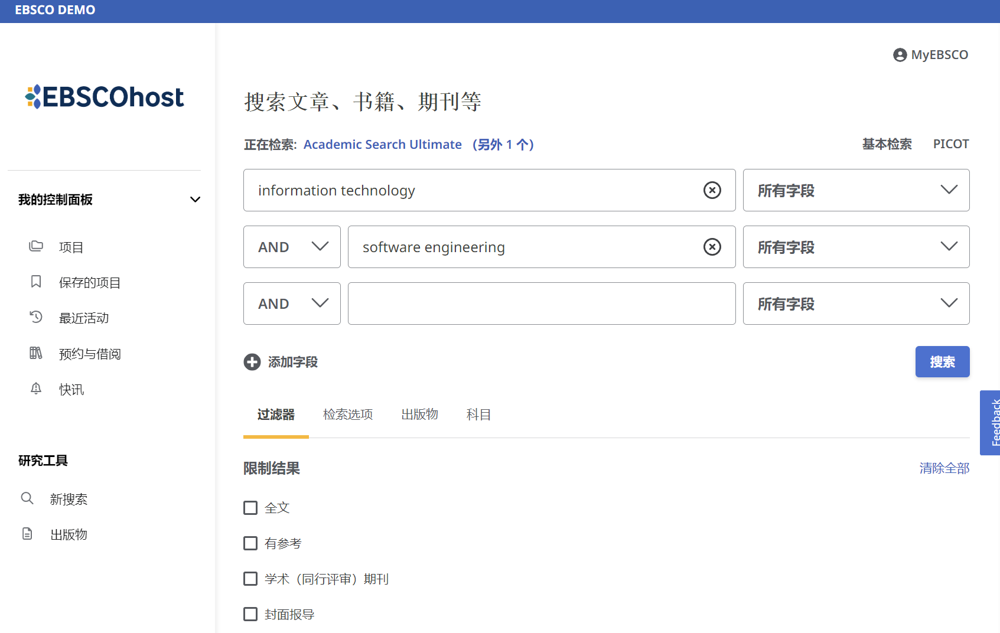 EBSCO DEMO
MyEBSCO
EBSCOhost
搜索文章、书籍、期刊等
正在检索: Academic Search Ultimate （另外 1 个）
基本检索 PICOT
information technology 所有字段
AND software engineering 所有字段
AND 所有字段
添加字段 搜索
过滤器 检索选项 出版物 科目
限制结果 清除全部
全文
有参考
学术（同行评审）期刊
封面报导
我的控制面板
项目
保存的项目
最近活动
预约与借阅
快讯
研究工具
新搜索
出版物
Feedback